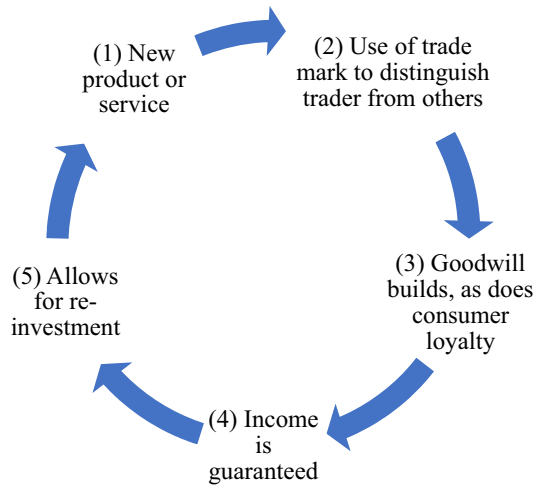 (1) New
product or
service
(2) Use of trade
mark to distinguish
trader from others
(3) Goodwill
builds, as does
consumer
loyalty
(4) Income
is
guaranteed
(5) Allows
for re-
investment